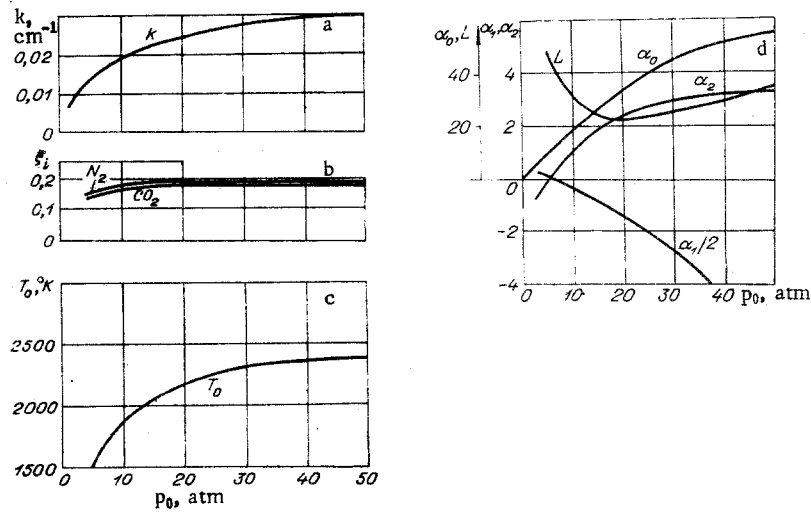 k,
cm⁻¹
a
k
0,02
0,01
0
ξi
b
N₂
0,2
CO₂
0,1
0
T₀,°K
c
2500
T₀
2000
1500
0 10 20 30 40 50
p₀, atm
α₀, L α₁, α₂
d
40 4
L
α₀
α₂
20 2
0
α₁/2
-2
-4
0 10 20 30 40
p₀, atm